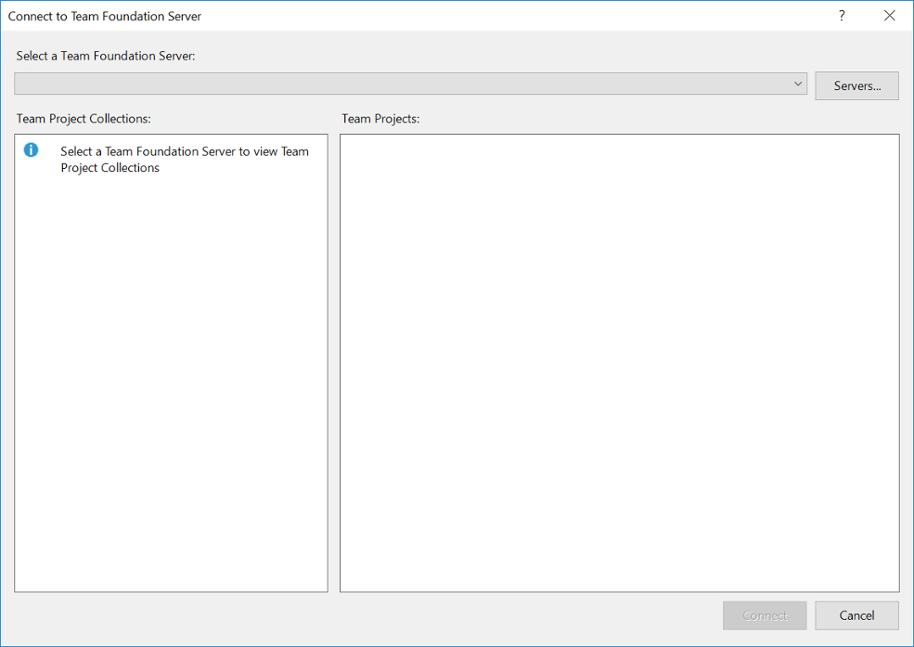 Connect to Team Foundation Server
?
Select a Team Foundation Server:
Servers...
Team Project Collections:
Team Projects:
Select a Team Foundation Server to view Team
Project Collections
Connect
Cancel